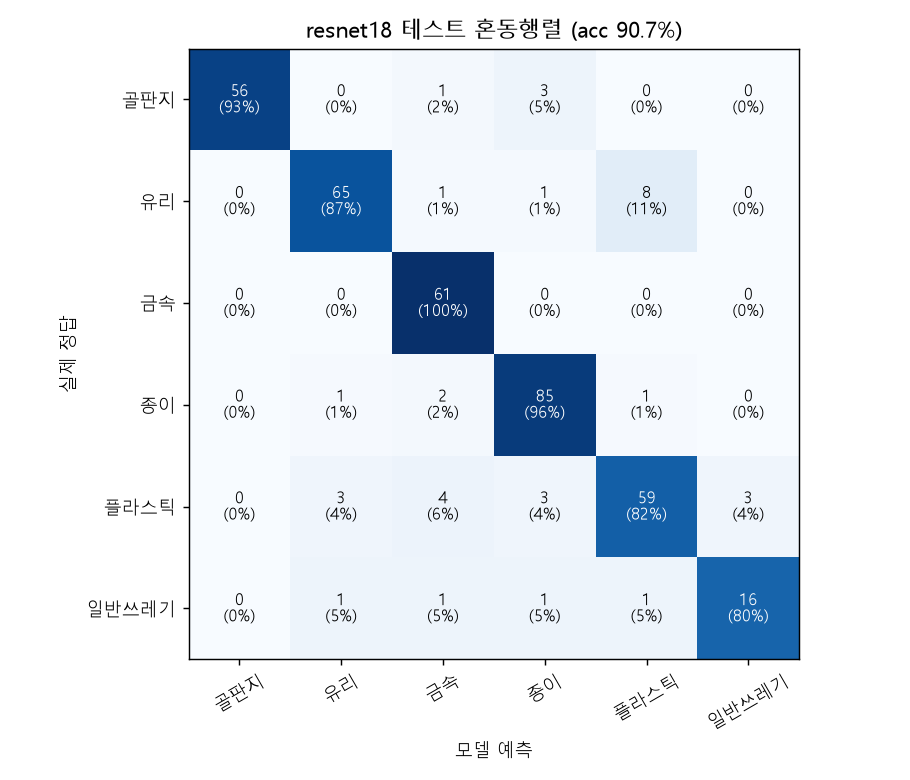 resnet18 테스트 혼동행렬 (acc 90.7%)
실제 정답
골판지
56 0 1 3 0 0
(93%) (0%) (2%) (5%) (0%) (0%)
유리
0 65 1 1 8 0
(0%) (87%) (1%) (1%) (11%) (0%)
금속
0 0 61 0 0 0
(0%) (0%) (100%) (0%) (0%) (0%)
종이
0 1 2 85 1 0
(0%) (1%) (2%) (96%) (1%) (0%)
플라스틱
0 3 4 3 59 3
(0%) (4%) (6%) (4%) (82%) (4%)
일반쓰레기
0 1 1 1 1 16
(0%) (5%) (5%) (5%) (5%) (80%)
골판지 유리 금속 종이 플라스틱 일반쓰레기
모델 예측